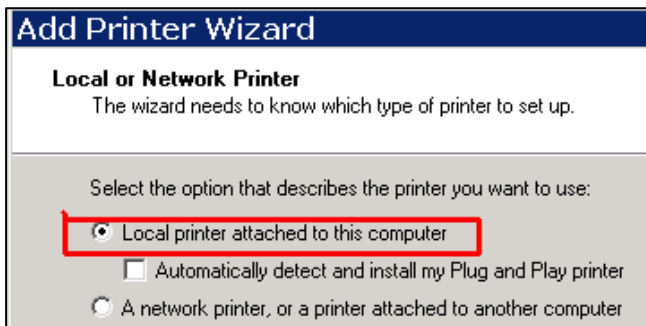 Add Printer Wizard
Local or Network Printer
The wizard needs to know which type of printer to set up.
Select the option that describes the printer you want to use:
Local printer attached to this computer
Automatically detect and install my Plug and Play printer
A network printer, or a printer attached to another computer